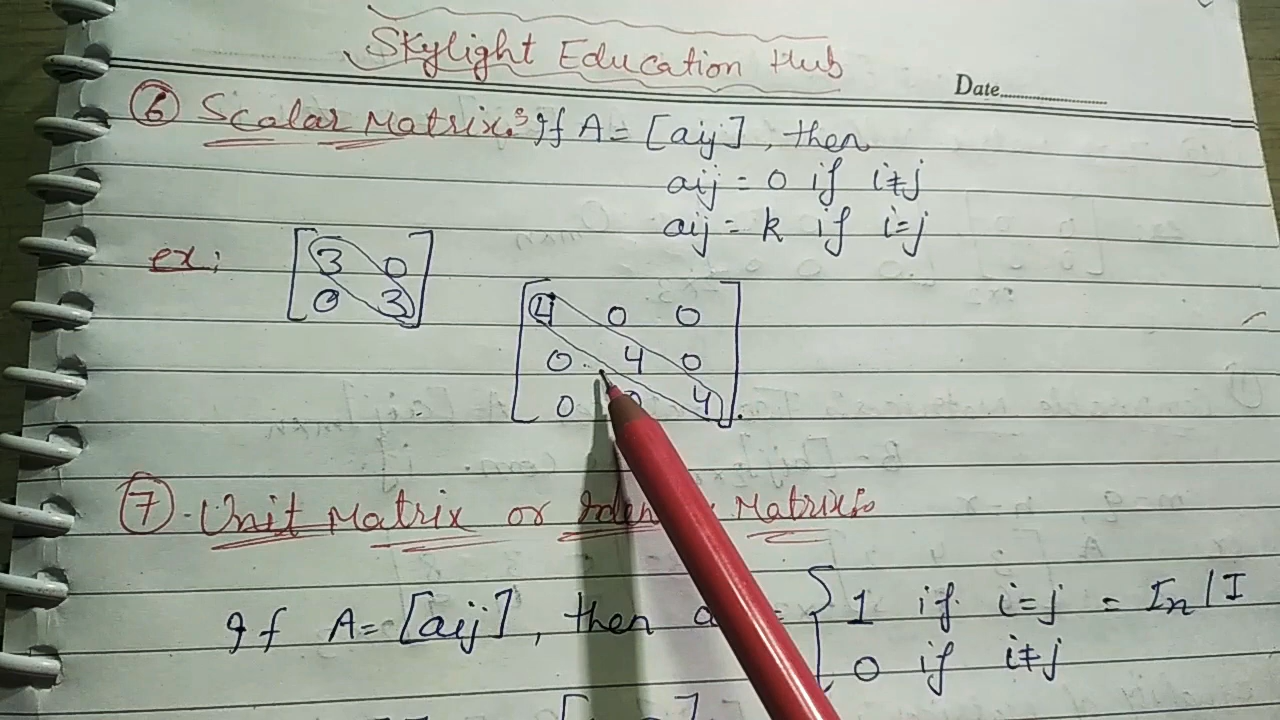 Skylight Education Hub
Date
⑥ Scalar Matrix: If A = [aij], then
aij = 0 if i≠j
aij = k if i=j
ex:
3 0
0 3
4 0 0
0 4 0
0 0 4
⑦. Unit Matrix or Matrix:
If A = [aij], then = { 1 if i=j = In/I
0 if i≠j